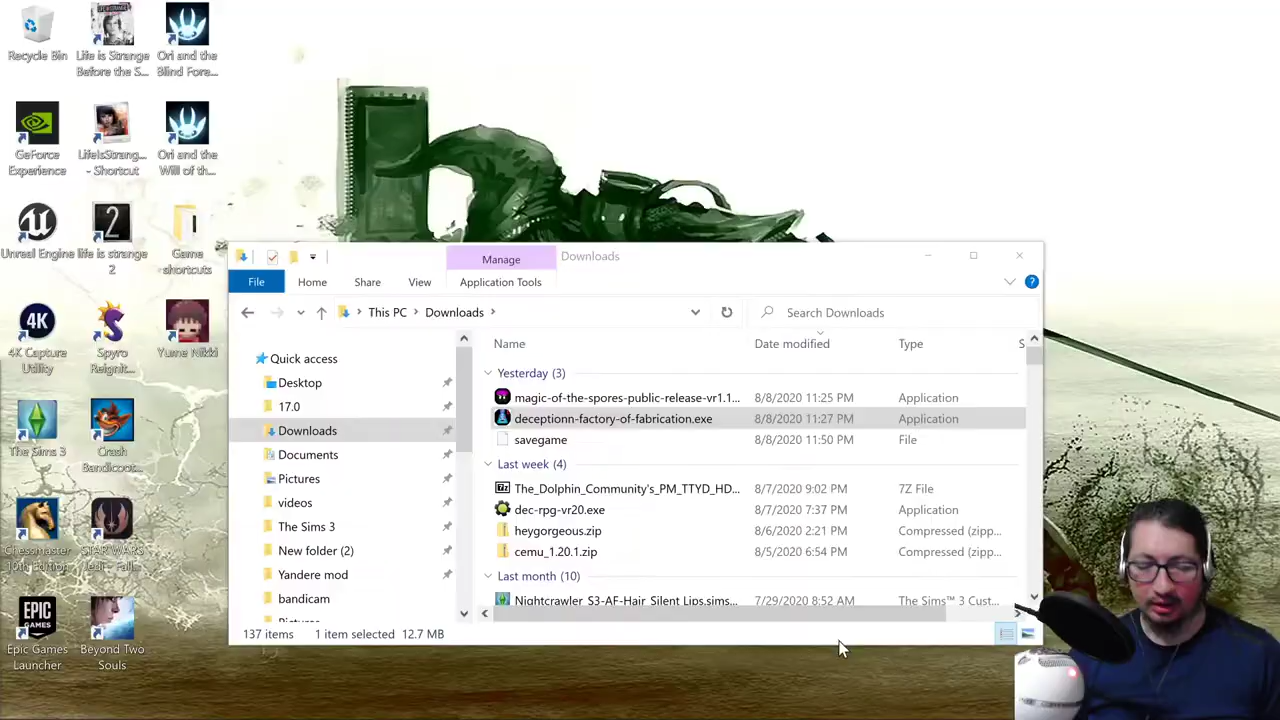 Recycle Bin
Life is Strange
Before the S...
Ori and the
Blind Fore...
GeForce
Experience
LifeIsStrang...
- Shortcut
Ori and the
Will of th...
Unreal Engine
2
life is strange
2
Game
shortcuts
4K
4K Capture
Utility
Spyro
Reignit...
Yume Nikki
The Sims 3
Crash
Bandicoot...
Chessmaster
10th Edition
STAR WARS
Jedi - Falle...
EPIC
GAMES
Epic Games
Launcher
Beyond Two
Souls
Manage
Downloads
File
Home
Share
View
Application Tools
This PC
Downloads
Search Downloads
Quick access
Desktop
17.0
Downloads
Documents
Pictures
videos
The Sims 3
New folder (2)
Yandere mod
bandicam
Name
Date modified
Type
S
Yesterday (3)
magic-of-the-spores-public-release-vr1.1... 8/8/2020 11:25 PM Application
deceptionn-factory-of-fabrication.exe 8/8/2020 11:27 PM Application
savegame 8/8/2020 11:50 PM File
Last week (4)
The_Dolphin_Community's_PM_TTYD_HD... 8/7/2020 9:02 PM 7Z File
dec-rpg-vr20.exe 8/7/2020 7:37 PM Application
heygorgeous.zip 8/6/2020 2:21 PM Compressed (zipp...
cemu_1.20.1.zip 8/5/2020 6:54 PM Compressed (zipp...
Last month (10)
Nightcrawler_S3-AF-Hair_Silent Lips.sims... 7/29/2020 8:52 AM The Sims™ 3 Cust...
137 items
1 item selected 12.7 MB